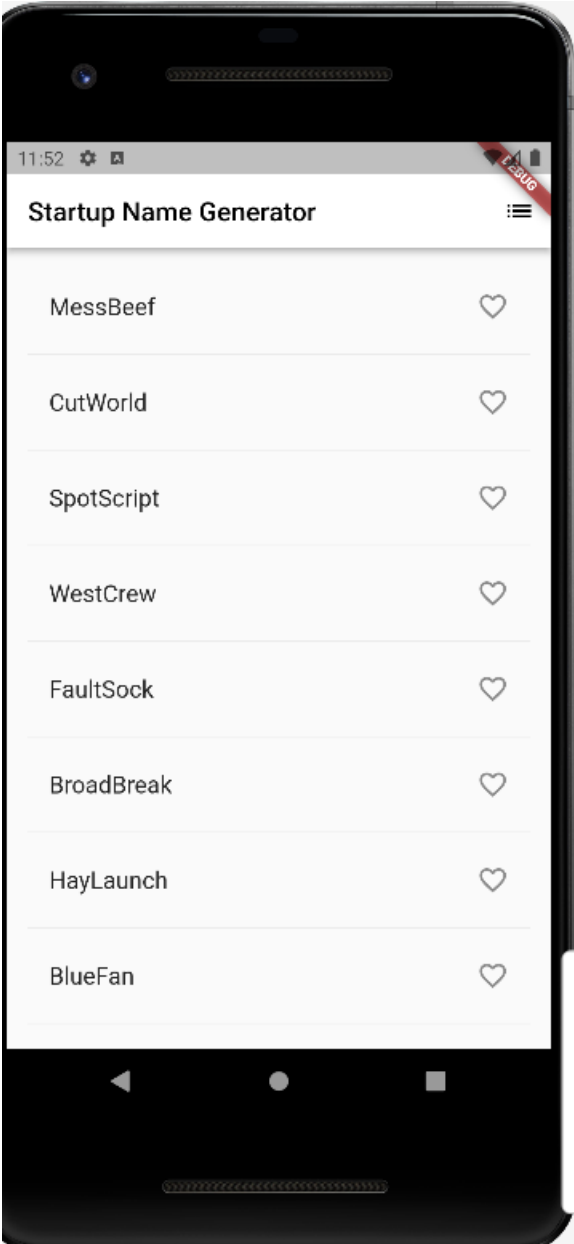 11:52
DEBUG
Startup Name Generator
MessBeef
CutWorld
SpotScript
WestCrew
FaultSock
BroadBreak
HayLaunch
BlueFan